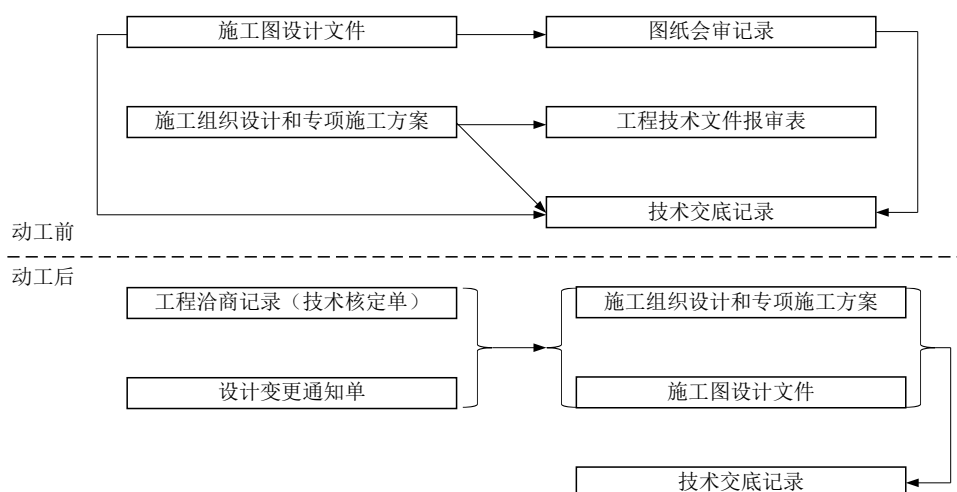 施工图设计文件
图纸会审记录
施工组织设计和专项施工方案
工程技术文件报审表
技术交底记录
动工前
动工后
工程洽商记录（技术核定单）
施工组织设计和专项施工方案
设计变更通知单
施工图设计文件
技术交底记录